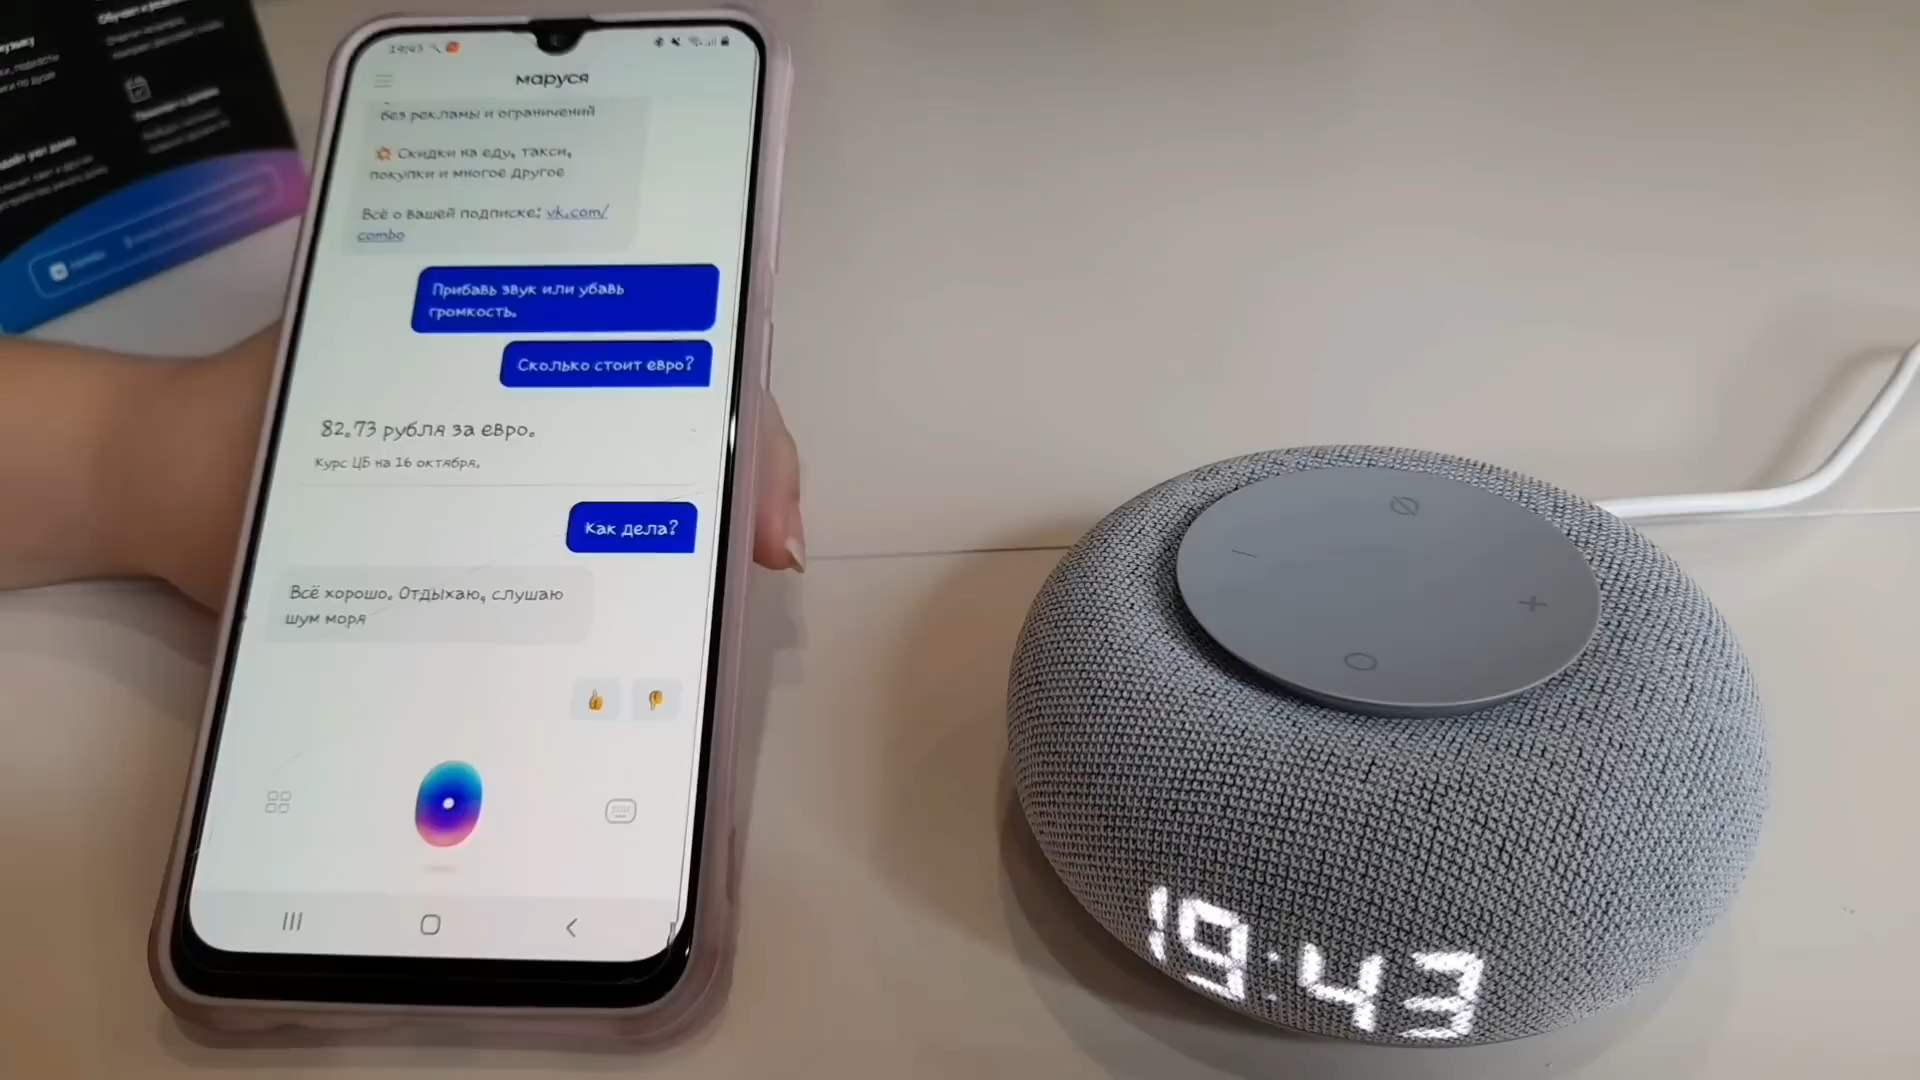 19:43
маруся
без рекламы и ограничений
💥 Скидки на еду, такси,
покупки и многое другое
Всё о вашей подписке: vk.com/
combo
Прибавь звук или убавь
громкость.
Сколько стоит евро?
82.73 рубля за евро.
Курс ЦБ на 16 октября.
Как дела?
Всё хорошо. Отдыхаю, слушаю
шум моря
19:43